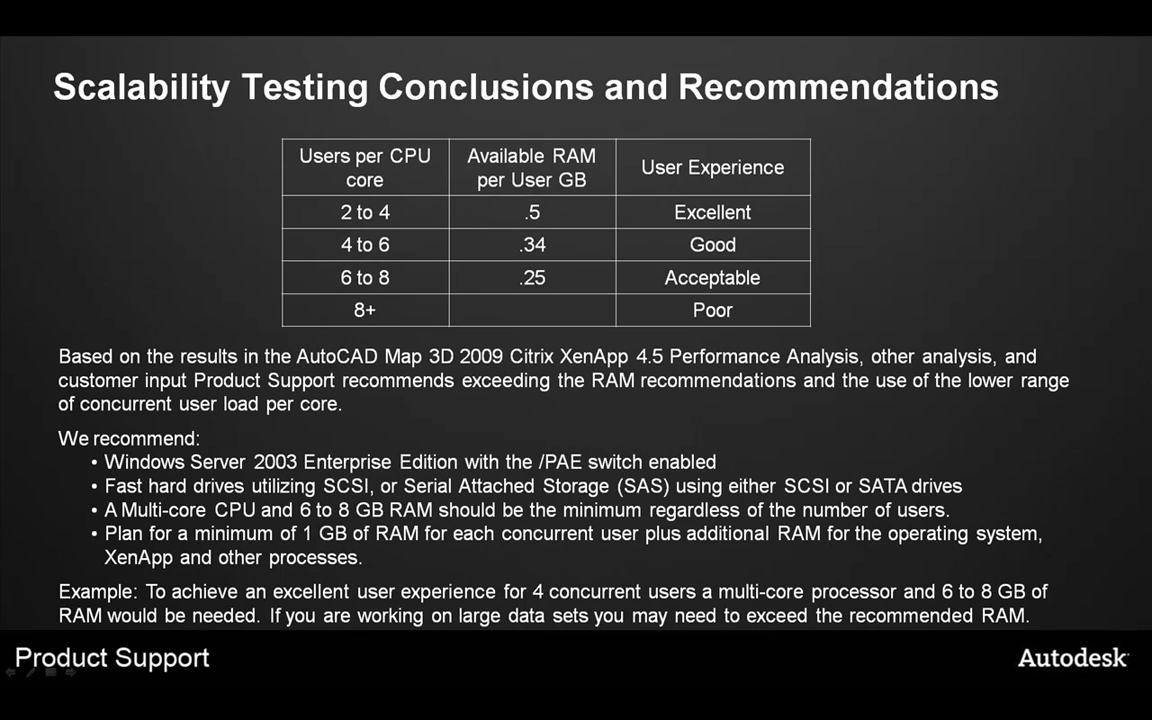 Scalability Testing Conclusions and Recommendations
Users per CPU core Available RAM per User GB User Experience
2 to 4 .5 Excellent
4 to 6 .34 Good
6 to 8 .25 Acceptable
8+ Poor
Based on the results in the AutoCAD Map 3D 2009 Citrix XenApp 4.5 Performance Analysis, other analysis, and
customer input Product Support recommends exceeding the RAM recommendations and the use of the lower range
of concurrent user load per core.
We recommend:
• Windows Server 2003 Enterprise Edition with the /PAE switch enabled
• Fast hard drives utilizing SCSI, or Serial Attached Storage (SAS) using either SCSI or SATA drives
• A Multi-core CPU and 6 to 8 GB RAM should be the minimum regardless of the number of users.
• Plan for a minimum of 1 GB of RAM for each concurrent user plus additional RAM for the operating system,
XenApp and other processes.
Example: To achieve an excellent user experience for 4 concurrent users a multi-core processor and 6 to 8 GB of
RAM would be needed. If you are working on large data sets you may need to exceed the recommended RAM.
Product Support
Autodesk